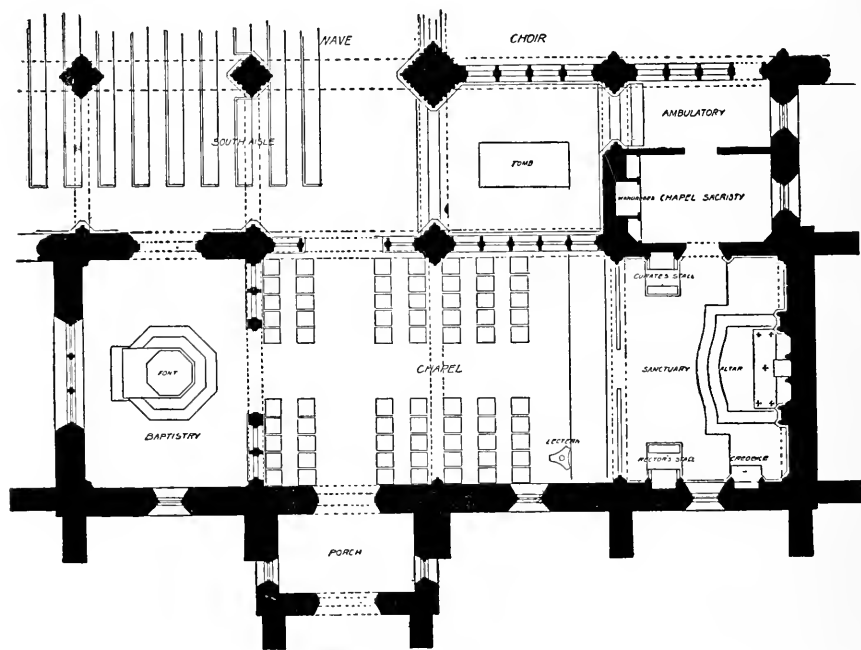 NAVE
CHOIR
AMBULATORY
SOUTH AISLE
TOMB
WARDROBE
CHAPEL SACRISTY
CURATE'S STALL
CHAPEL
SANCTUARY
ALTAR
FONT
BAPTISTRY
LECTERN
RECTOR'S STALL
CREDENCE
PORCH